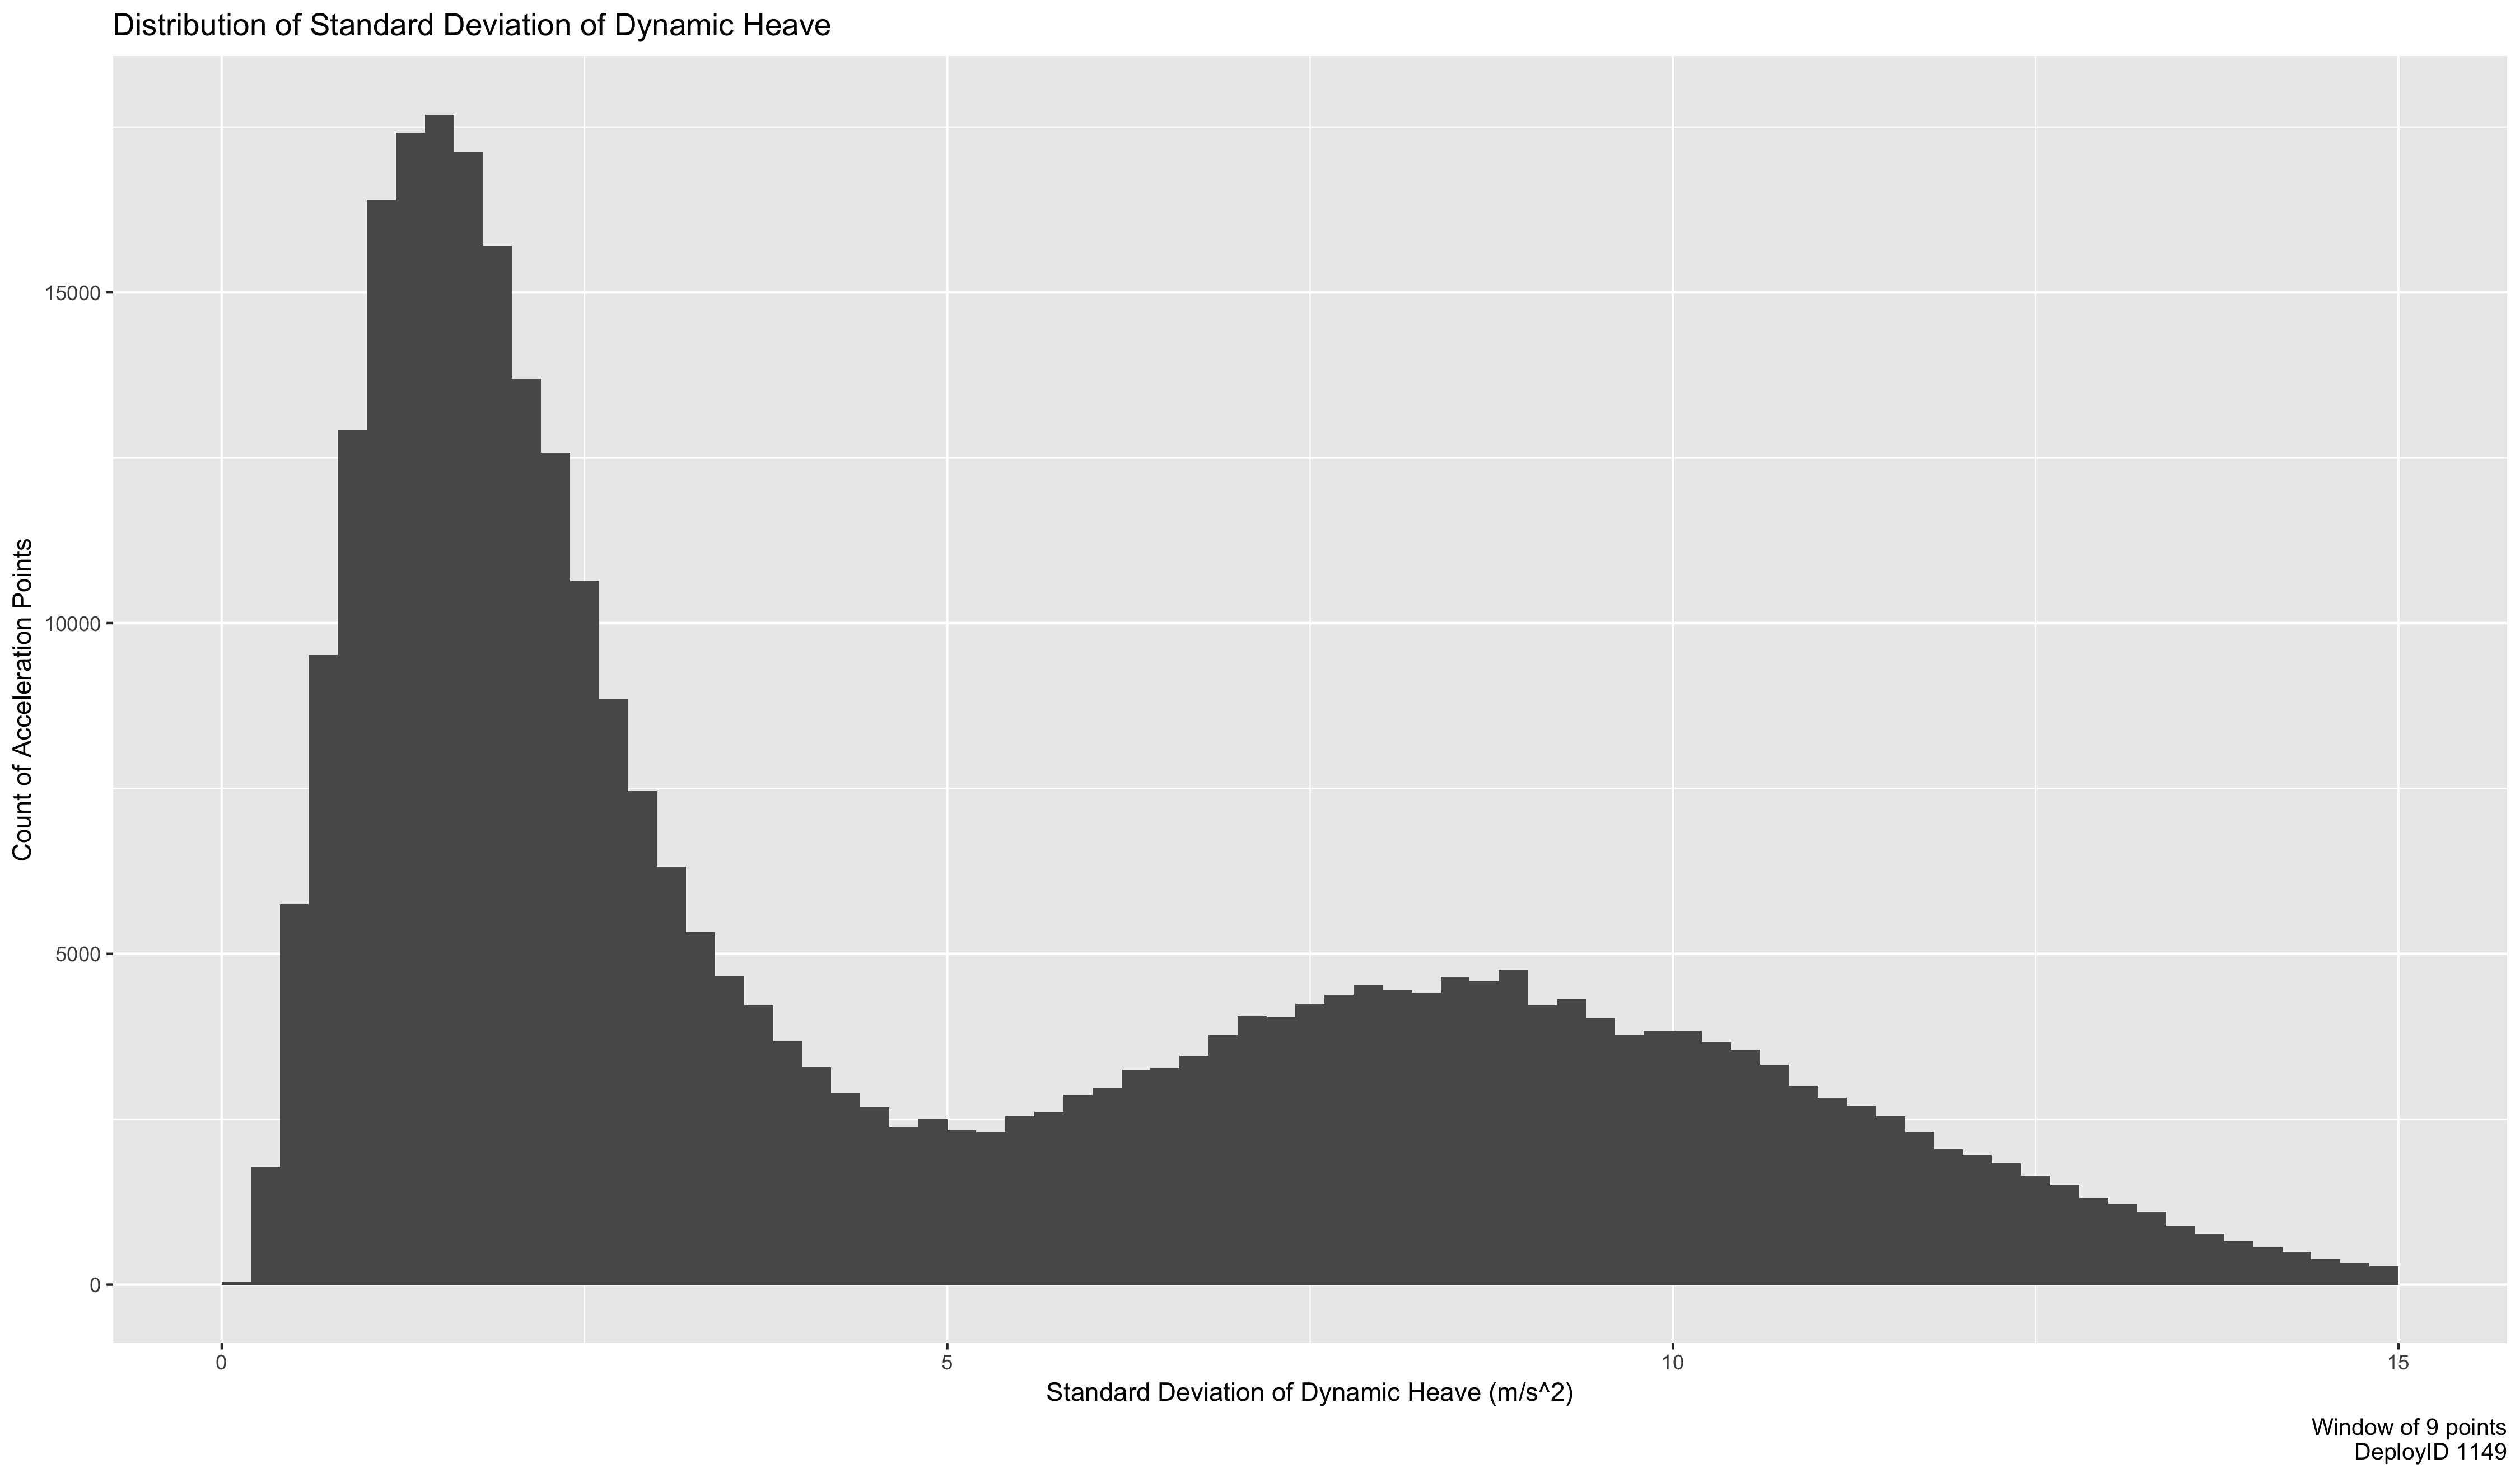 Distribution of Standard Deviation of Dynamic Heave
Count of Acceleration Points
15000
10000
5000
0
0
5
10
15
Standard Deviation of Dynamic Heave (m/s^2)
Window of 9 points
DeployID 1149